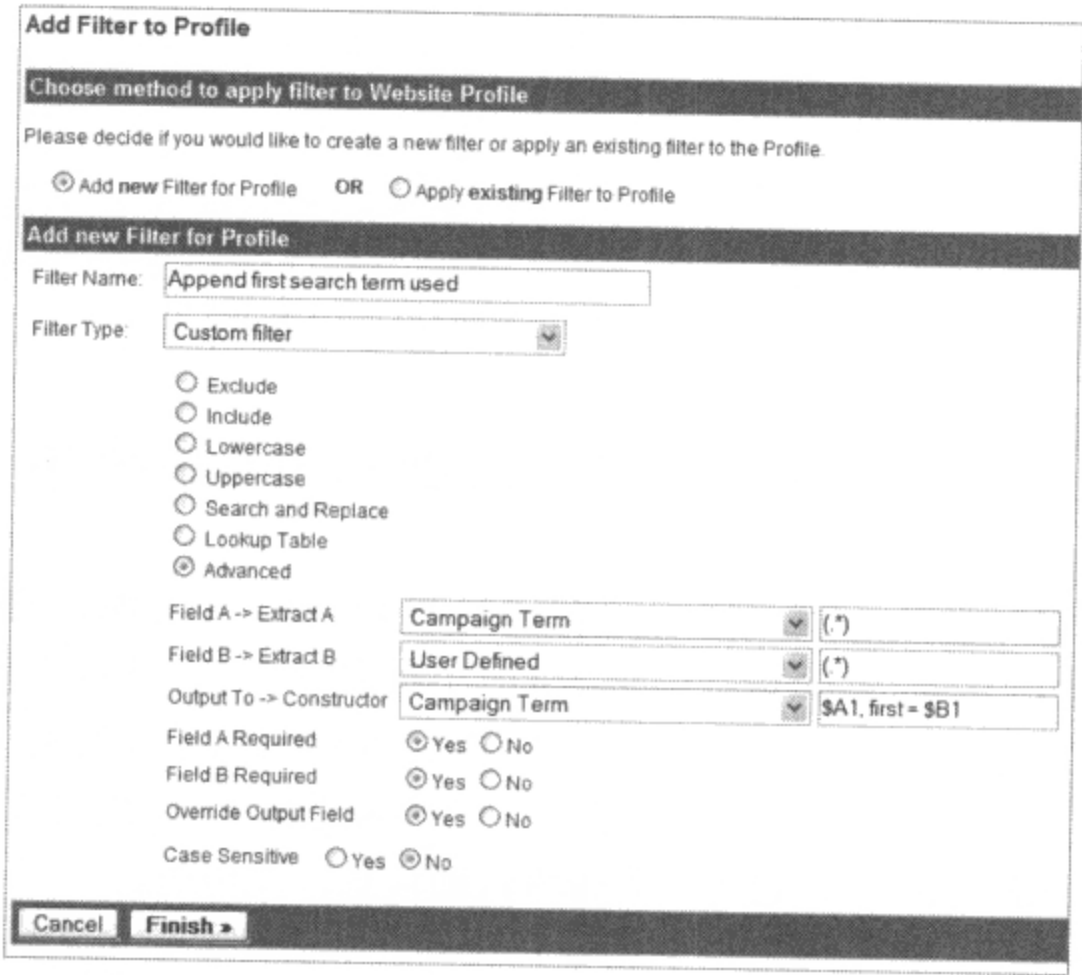 Add Filter to Profile
Choose method to apply filter to Website Profile
Please decide if you would like to create a new filter or apply an existing filter to the Profile.
Add new Filter for Profile OR Apply existing Filter to Profile
Add new Filter for Profile
Filter Name: Append first search term used
Filter Type: Custom filter
Exclude
Include
Lowercase
Uppercase
Search and Replace
Lookup Table
Advanced
Field A -> Extract A Campaign Term (.*)
Field B -> Extract B User Defined (.*)
Output To -> Constructor Campaign Term $A1, first = $B1
Field A Required Yes No
Field B Required Yes No
Override Output Field Yes No
Case Sensitive Yes No
Cancel Finish »